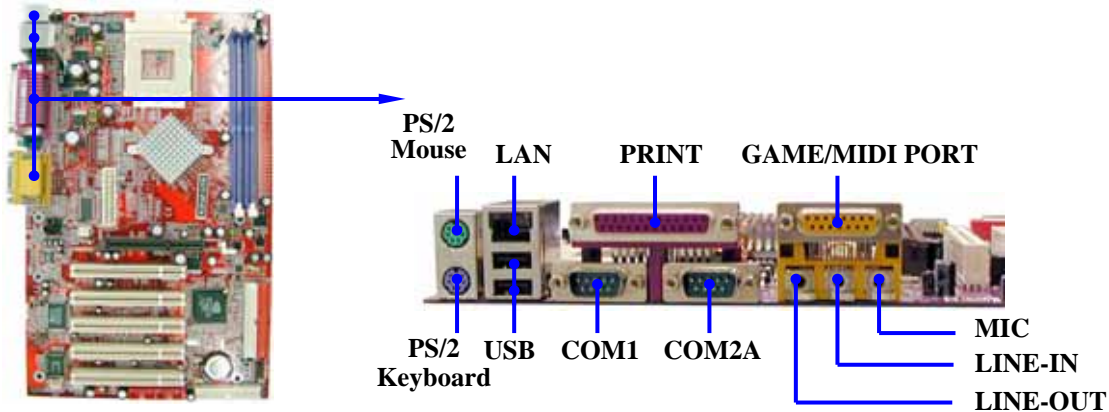 PS/2
Mouse
LAN
PRINT
GAME/MIDI PORT
PS/2
Keyboard
USB
COM1
COM2A
MIC
LINE-IN
LINE-OUT